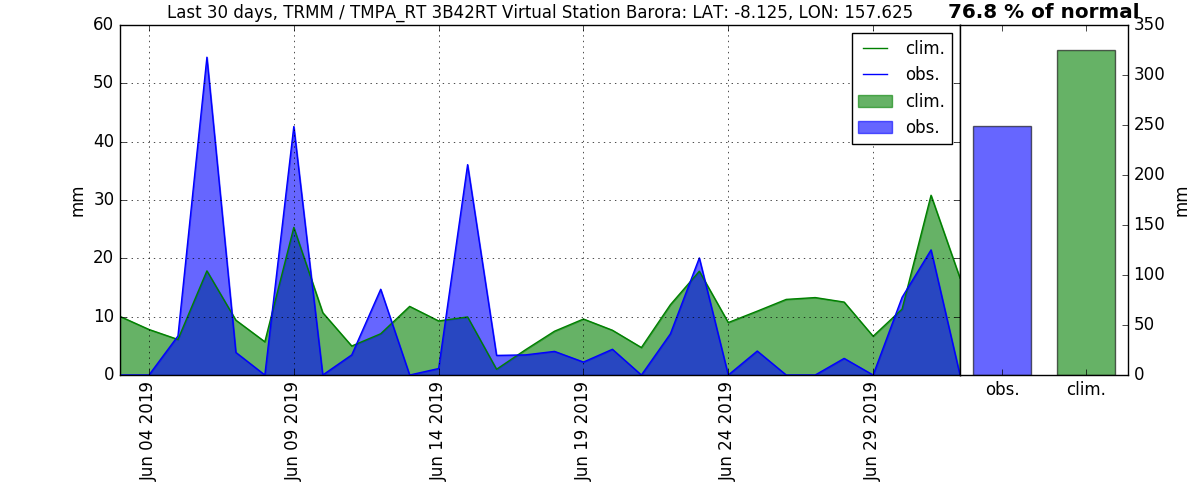 Last 30 days, TRMM / TMPA_RT 3B42RT Virtual Station Barora: LAT: -8.125, LON: 157.625
76.8 % of normal
60
50
40
30
20
10
0
mm
clim.
obs.
clim.
obs.
350
300
250
200
150
100
50
0
mm
obs.
clim.
Jun 04 2019
Jun 09 2019
Jun 14 2019
Jun 19 2019
Jun 24 2019
Jun 29 2019